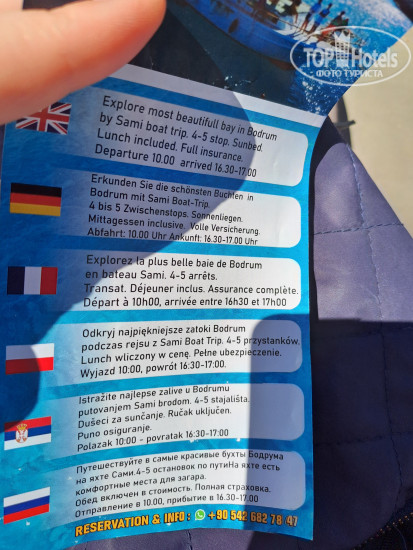 TOPHotels
ФОТО ТУРИСТА
Explore most beautifull bay in Bodrum
by Sami boat trip. 4-5 stop. Sunbed.
Lunch included. Full insurance.
Departure 10.00 arrived 16.30-17.00
Erkunden Sie die schönsten Buchten in
Bodrum mit Sami Boat-Trip.
4 bis 5 Zwischenstops. Sonnenliegen.
Mittagessen inclusive. Volle Versicherung.
Abfahrt: 10.00 Uhr Ankunft: 16.30-17.00 Uhr
Explorez la plus belle baie de Bodrum
en bateau Sami. 4-5 arrêts.
Transat. Déjeuner inclus. Assurance complète.
Départ à 10h00, arrivée entre 16h30 et 17h00
Odkryj najpiękniejsze zatoki Bodrum
podczas rejsu z Sami Boat Trip. 4-5 przystanków.
Lunch wliczony w cenę. Pełne ubezpieczenie.
Wyjazd 10:00, powrót 16:30-17:00.
Istražite najlepse zalive u Bodrumu
putovanjem Sami brodom. 4-5 stajališta.
Dušeci za sunčanje. Ručak uključen.
Puno osiguranje.
Polazak 10:00 - povratak 16:30-17:00
Путешествуйте в самые красивые бухты Бодрума
на яхте Сами.4-5 остановок по путиНа яхте есть
комфортные места для загара.
Обед включен в стоимость. Полная страховка.
Отправление в 10.00, прибытие в 16.30-17.00
RESERVATION & INFO : +90 542 682 78 47